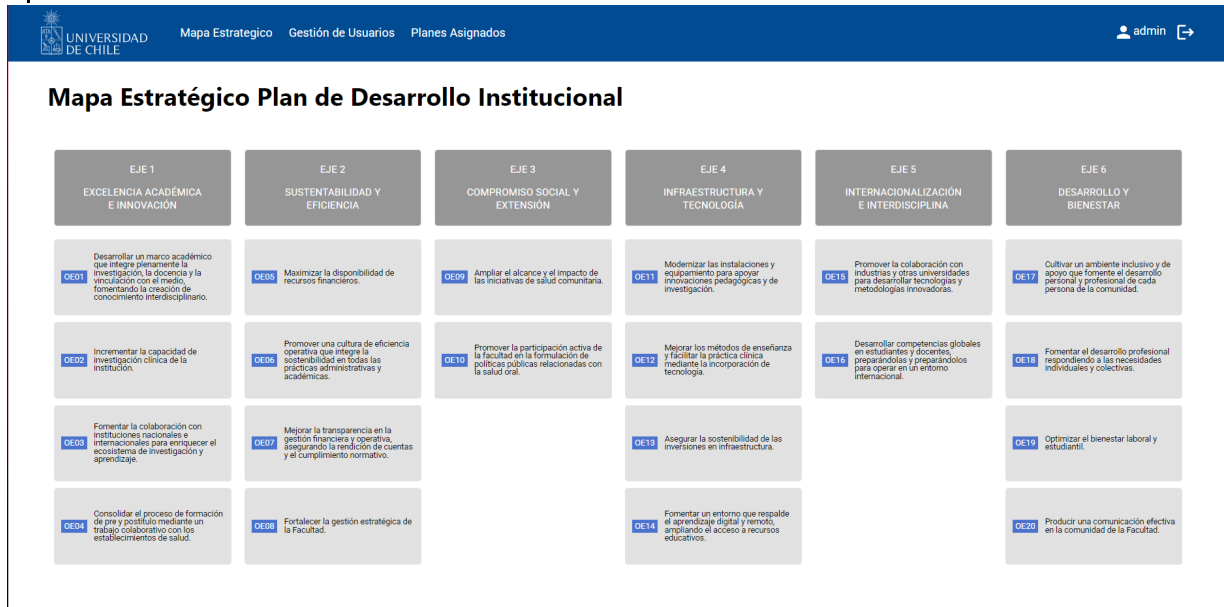 UNIVERSIDAD
DE CHILE
Mapa Estrategico Gestión de Usuarios Planes Asignados
admin
Mapa Estratégico Plan de Desarrollo Institucional
EJE 1
EXCELENCIA ACADÉMICA
E INNOVACIÓN
EJE 2
SUSTENTABILIDAD Y
EFICIENCIA
EJE 3
COMPROMISO SOCIAL Y
EXTENSIÓN
EJE 4
INFRAESTRUCTURA Y
TECNOLOGÍA
EJE 5
INTERNACIONALIZACIÓN
E INTERDISCIPLINA
EJE 6
DESARROLLO Y
BIENESTAR
OE01
Desarrollar un marco académico
que integre plenamente la
investigación, la docencia y la
vinculación con el medio,
fomentando la creación de
conocimiento interdisciplinario.
OE05
Maximizar la disponibilidad de
recursos financieros.
OE09
Ampliar el alcance y el impacto de
las iniciativas de salud comunitaria.
OE11
Modernizar las instalaciones y
equipamiento para apoyar
innovaciones pedagógicas y de
investigación.
OE15
Promover la colaboración con
industrias y otras universidades
para desarrollar tecnologías y
metodologías innovadoras.
OE17
Cultivar un ambiente inclusivo y de
apoyo que fomente el desarrollo
personal y profesional de cada
persona de la comunidad.
OE02
Incrementar la capacidad de
investigación clínica de la
institución.
OE06
Promover una cultura de eficiencia
operativa que integre la
sostenibilidad en todas las
prácticas administrativas y
académicas.
OE10
Promover la participación activa de
la facultad en la formulación de
políticas públicas relacionadas con
la salud oral.
OE12
Mejorar los métodos de enseñanza
y facilitar la práctica clínica
mediante la incorporación de
tecnología.
OE16
Desarrollar competencias globales
en estudiantes y docentes,
preparándolas y preparándolos
para operar en un entorno
internacional.
OE18
Fomentar el desarrollo profesional
respondiendo a las necesidades
individuales y colectivas.
OE03
Fomentar la colaboración con
instituciones nacionales e
internacionales para enriquecer el
ecosistema de investigación y
aprendizaje.
OE07
Mejorar la transparencia en la
gestión financiera y operativa,
asegurando la rendición de cuentas
y el cumplimiento normativo.
OE13
Asegurar la sostenibilidad de las
inversiones en infraestructura.
OE19
Optimizar el bienestar laboral y
estudiantil.
OE04
Consolidar el proceso de formación
de pre y postítulo mediante un
trabajo colaborativo con los
establecimientos de salud.
OE08
Fortalecer la gestión estratégica de
la Facultad.
OE14
Fomentar un entorno que respalde
el aprendizaje digital y remoto,
ampliando el acceso a recursos
educativos.
OE20
Producir una comunicación efectiva
en la comunidad de la Facultad.